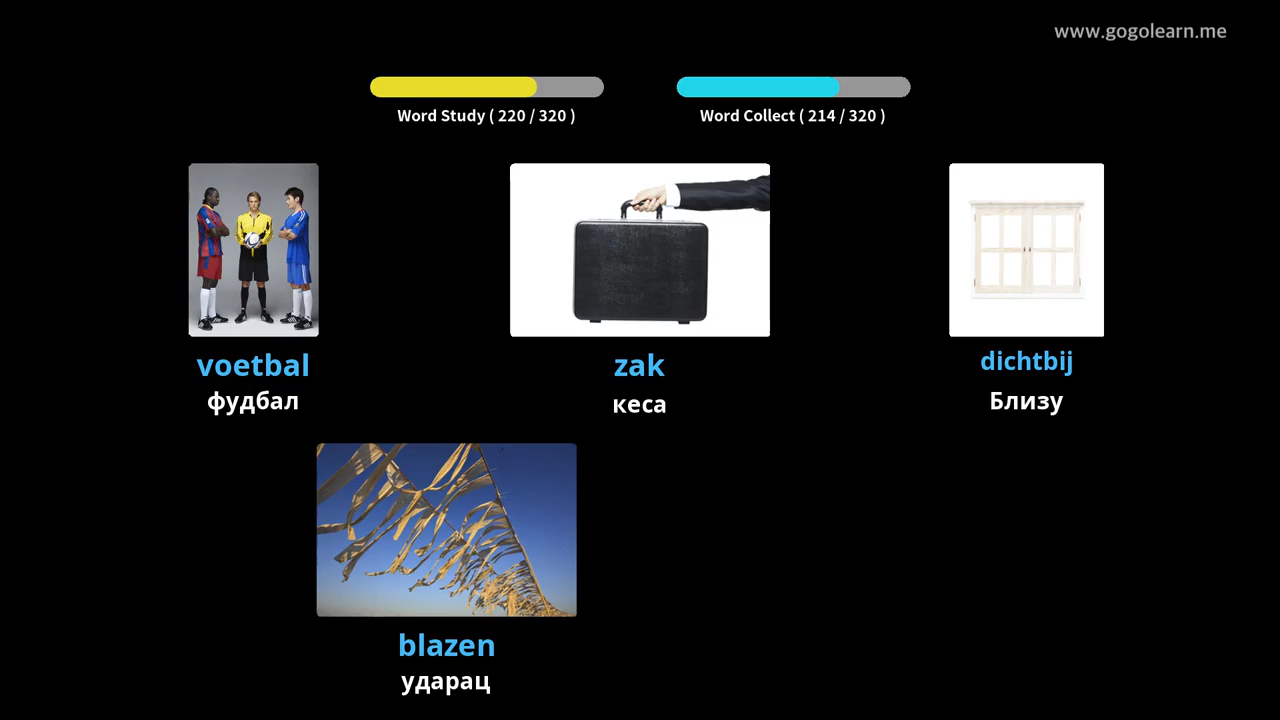 www.gogolearn.me
Word Study ( 220 / 320 )
Word Collect ( 214 / 320 )
voetbal
фудбал
zak
кеса
dichtbij
Близу
blazen
ударац